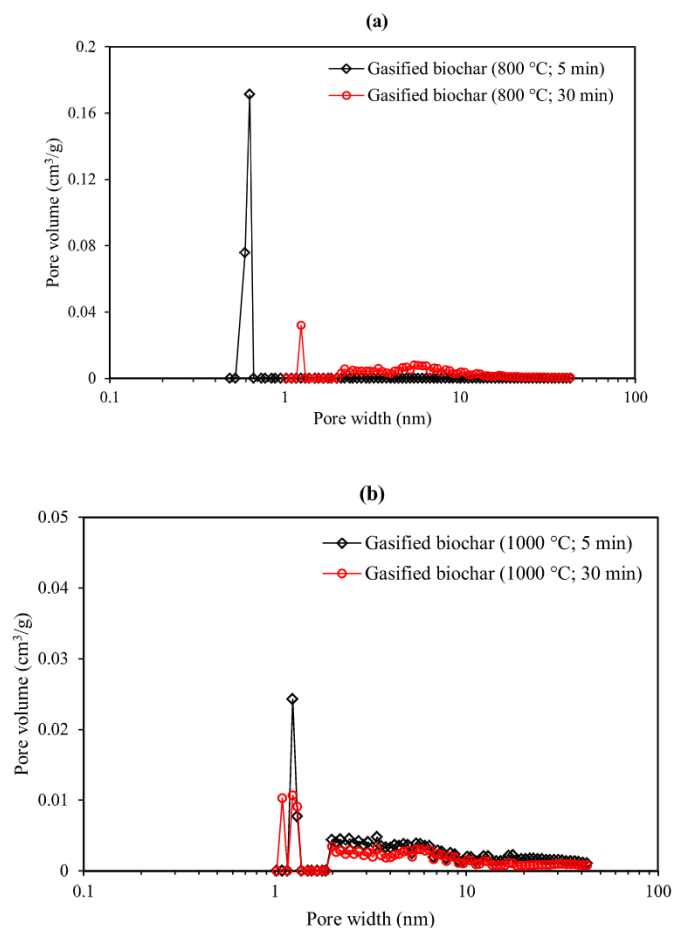 (a)
0.2
0.16
0.12
0.08
0.04
0
Pore volume (cm³/g)
Gasified biochar (800 °C; 5 min)
Gasified biochar (800 °C; 30 min)
0.1
1
10
100
Pore width (nm)
(b)
0.05
0.04
0.03
0.02
0.01
0
Pore volume (cm³/g)
Gasified biochar (1000 °C; 5 min)
Gasified biochar (1000 °C; 30 min)
0.1
1
10
100
Pore width (nm)